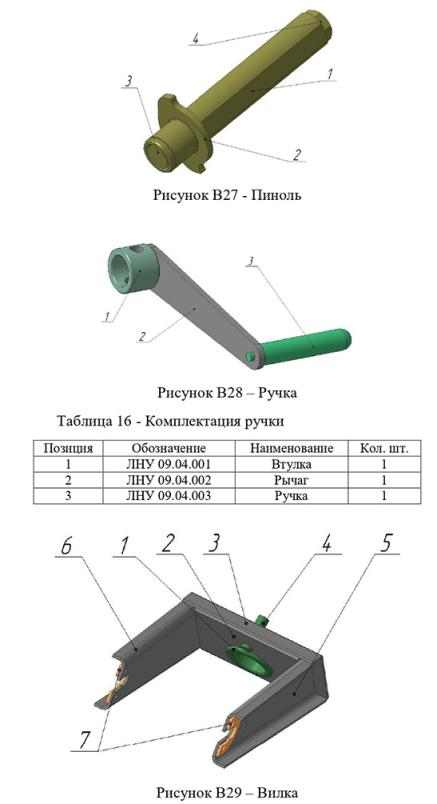 4
1
3
2
Рисунок В27 - Пиноль
3
1
2
Рисунок В28 – Ручка
Таблица 16 - Комплектация ручки
Позиция Обозначение Наименование Кол. шт.
1 ЛНУ 09.04.001 Втулка 1
2 ЛНУ 09.04.002 Рычаг 1
3 ЛНУ 09.04.003 Ручка 1
6 1 2 3 4 5
7
Рисунок В29 – Вилка